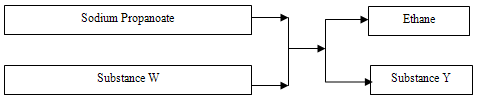 Sodium Propanoate
Ethane
Substance W
Substance Y